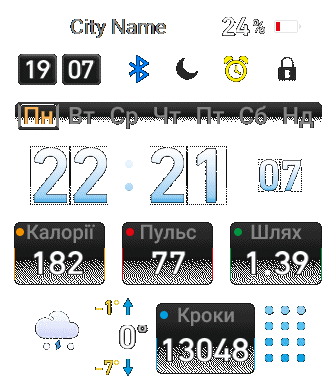 City Name 24%
19 07
Пн Вт Ср Чт Пт Сб Нд
22:21 07
Калорії Пульс Шлях
182 77 1.39
-1°
0°
-7°
Кроки
13048